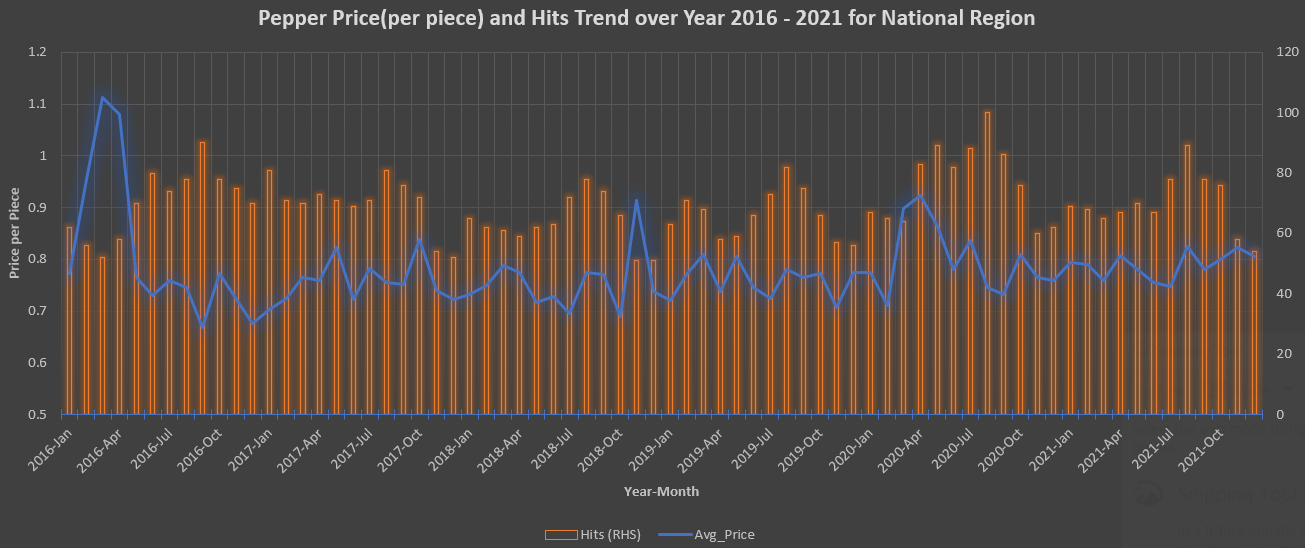 Pepper Price(per piece) and Hits Trend over Year 2016 - 2021 for National Region
Price per Piece
1.2
1.1
1
0.9
0.8
0.7
0.6
0.5
120
100
80
60
40
20
0
2016-Jan
2016-Apr
2016-Jul
2016-Oct
2017-Jan
2017-Apr
2017-Jul
2017-Oct
2018-Jan
2018-Apr
2018-Jul
2018-Oct
2019-Jan
2019-Apr
2019-Jul
2019-Oct
2020-Jan
2020-Apr
2020-Jul
2020-Oct
2021-Jan
2021-Apr
2021-Jul
2021-Oct
Year-Month
Hits (RHS)
Avg_Price